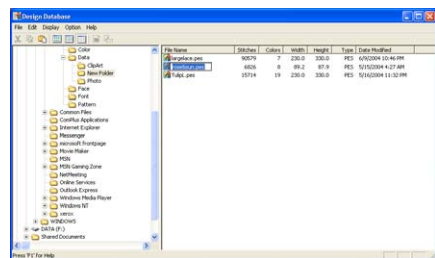 Design Database
File Edit Display Option Help
Color
Data
ClipArt
New Folder
Photo
Face
Font
Pattern
Common Files
ComPlus Applications
Internet Explorer
Messenger
microsoft frontpage
Movie Maker
MSN
MSN Gaming Zone
NetMeeting
Online Services
Outlook Express
Windows Media Player
Windows NT
xerox
WINDOWS
DATA (F:)
Shared Documents
File Name Stitches Colors Width Height Type Date Modified
largelace.pes 90579 7 230.0 330.0 PES 6/9/2004 10:46 PM
6826 8 89.2 87.9 PES 5/15/2004 4:27 AM
TulipL.pes 15714 19 230.0 330.0 PES 5/16/2004 11:32 PM
Press 'F1' for Help